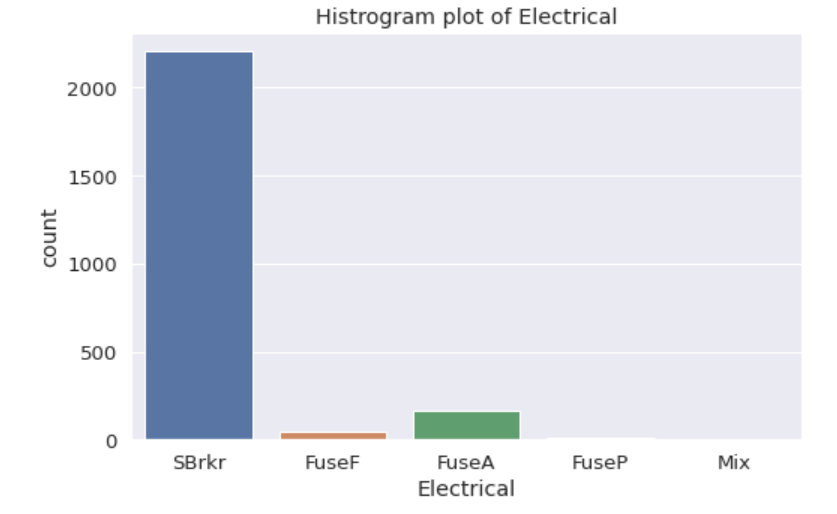 Histrogram plot of Electrical
2000
1500
1000
500
0
count
SBrkr FuseF FuseA FuseP Mix
Electrical